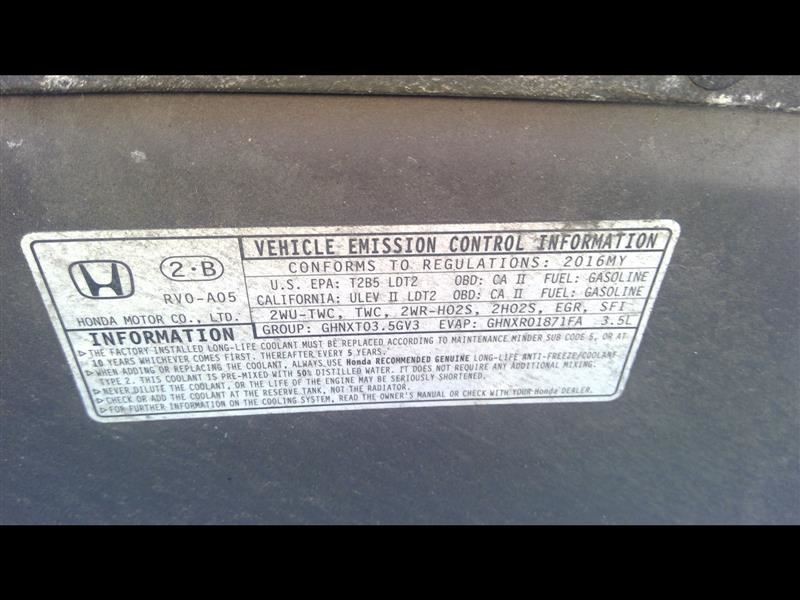 VEHICLE EMISSION CONTROL INFORMATION
2·B
RV0-A05
HONDA MOTOR CO., LTD.
CONFORMS TO REGULATIONS: 2016MY
U.S. EPA: T2B5 LDT2 OBD: CA II FUEL: GASOLINE
CALIFORNIA: ULEV II LDT2 OBD: CA II FUEL: GASOLINE
2WU-TWC, TWC, 2WR-HO2S, 2HO2S, EGR, SFI
GROUP: GHNXT03.5GV3 EVAP: GHNXR0187IFA 3.5L
INFORMATION
▷THE FACTORY INSTALLED LONG-LIFE COOLANT MUST BE REPLACED ACCORDING TO MAINTENANCE MINDER SUB CODE 5, OR AT
10 YEARS WHICHEVER COMES FIRST. THEREAFTER EVERY 5 YEARS.
▷WHEN ADDING OR REPLACING THE COOLANT, ALWAYS USE Honda RECOMMENDED GENUINE LONG-LIFE ANTI-FREEZE/COOLANT
TYPE 2. THIS COOLANT IS PRE-MIXED WITH 50% DISTILLED WATER. IT DOES NOT REQUIRE ANY ADDITIONAL MIXING.
▷NEVER DILUTE THE COOLANT, OR THE LIFE OF THE ENGINE MAY BE SERIOUSLY SHORTENED.
▷CHECK OR ADD THE COOLANT AT THE RESERVE TANK, NOT THE RADIATOR.
▷FOR FURTHER INFORMATION ON THE COOLING SYSTEM, READ THE OWNER'S MANUAL OR CHECK WITH YOUR Honda DEALER.